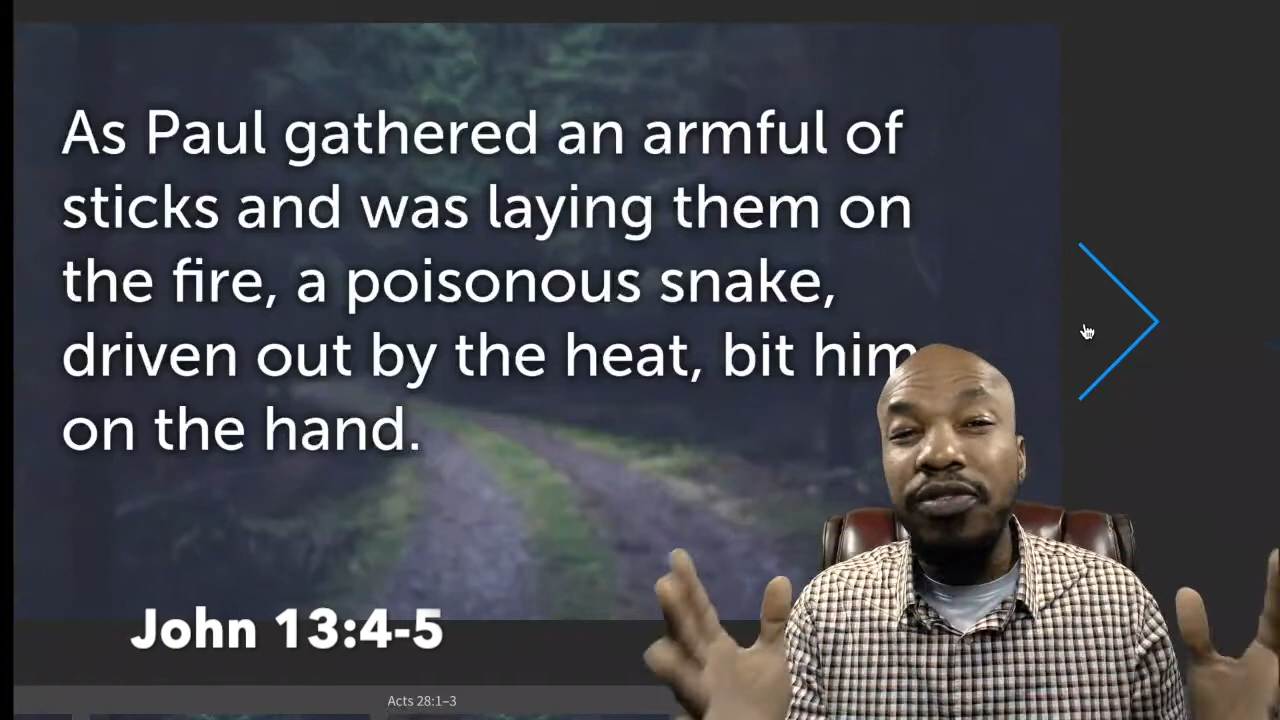 As Paul gathered an armful of
sticks and was laying them on
the fire, a poisonous snake,
driven out by the heat, bit him
on the hand.
John 13:4-5
Acts 28:1–3